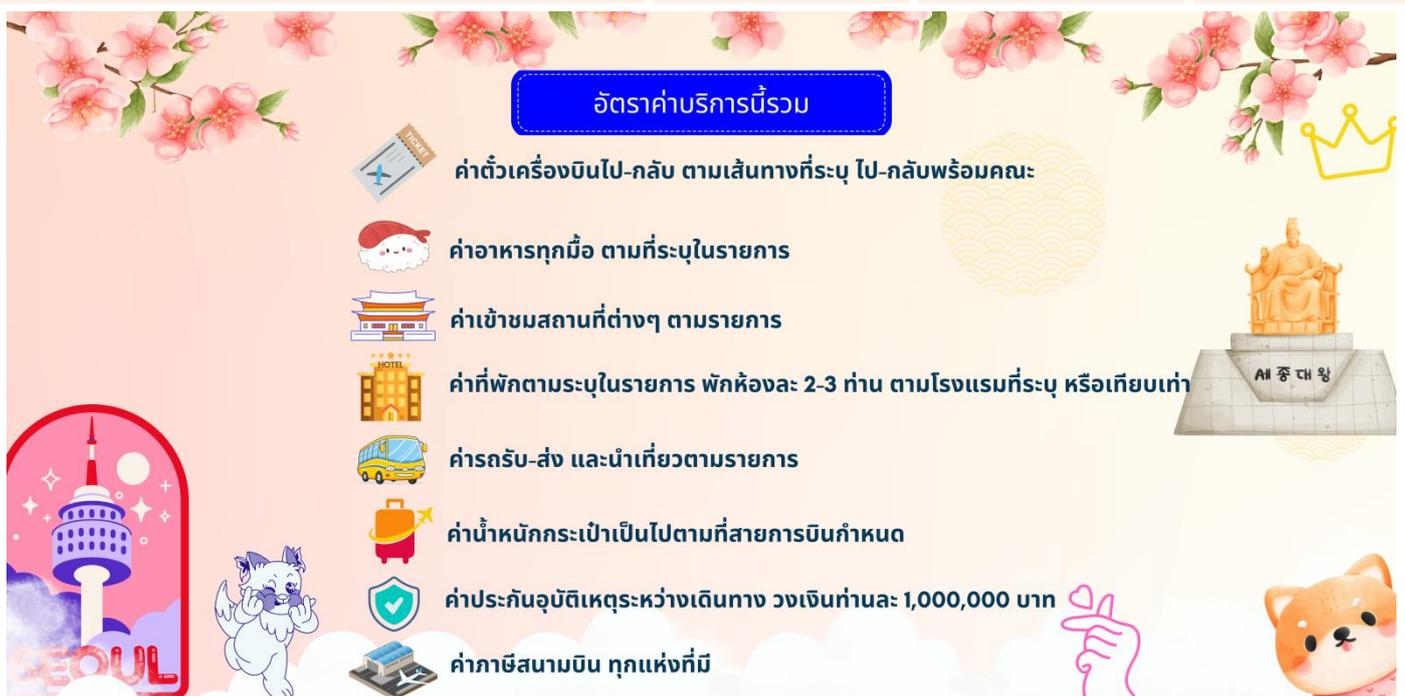 อัตราค่าบริการนี้รวม
TICKET
ค่าตั๋วเครื่องบินไป-กลับ ตามเส้นทางที่ระบุ ไป-กลับพร้อมคณะ
ค่าอาหารทุกมื้อ ตามที่ระบุในรายการ
ค่าเข้าชมสถานที่ต่างๆ ตามรายการ
HOTEL
ค่าที่พักตามระบุในรายการ พักห้องละ 2-3 ท่าน ตามโรงแรมที่ระบุ หรือเทียบเท่า
세종대왕
ค่ารถรับ-ส่ง และนำเที่ยวตามรายการ
ค่าน้ำหนักกระเป๋าเป็นไปตามที่สายการบินกำหนด
ค่าประกันอุบัติเหตุระหว่างเดินทาง วงเงินท่านละ 1,000,000 บาท
ค่าภาษีสนามบิน ทุกแห่งที่มี
SEOUL